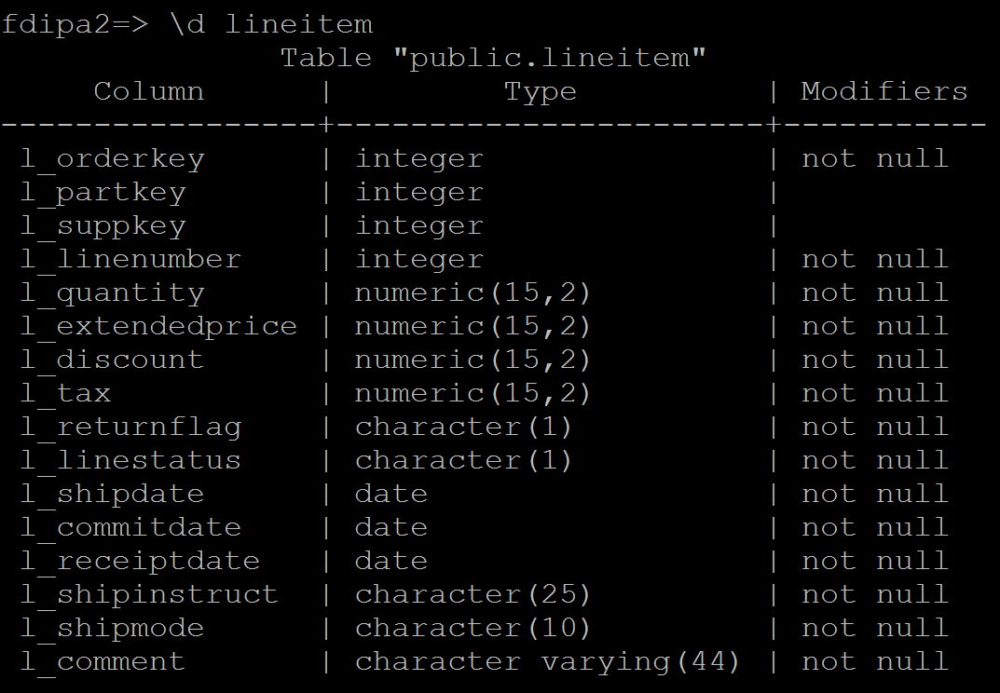 fdipa2=> \d lineitem
               Table "public.lineitem"
     Column      |         Type          | Modifiers
-----------------+-----------------------+-----------
 l_orderkey      | integer               | not null
 l_partkey       | integer               |
 l_suppkey       | integer               |
 l_linenumber    | integer               | not null
 l_quantity      | numeric(15,2)         | not null
 l_extendedprice | numeric(15,2)         | not null
 l_discount      | numeric(15,2)         | not null
 l_tax           | numeric(15,2)         | not null
 l_returnflag    | character(1)          | not null
 l_linestatus    | character(1)          | not null
 l_shipdate      | date                  | not null
 l_commitdate    | date                  | not null
 l_receiptdate   | date                  | not null
 l_shipinstruct  | character(25)         | not null
 l_shipmode      | character(10)         | not null
 l_comment       | character varying(44) | not null